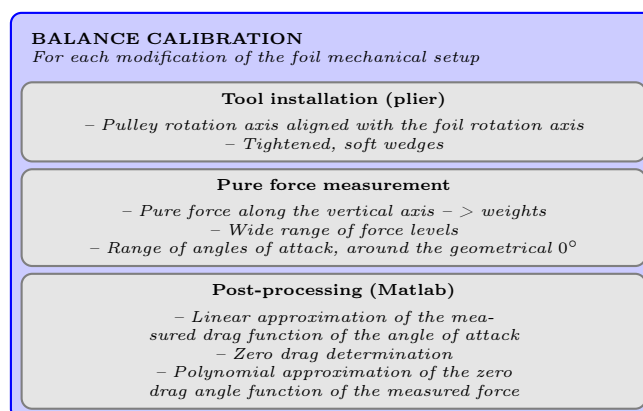 BALANCE CALIBRATION
For each modification of the foil mechanical setup
Tool installation (plier)
– Pulley rotation axis aligned with the foil rotation axis
– Tightened, soft wedges
Pure force measurement
– Pure force along the vertical axis – > weights
– Wide range of force levels
– Range of angles of attack, around the geometrical 0°
Post-processing (Matlab)
– Linear approximation of the mea-
sured drag function of the angle of attack
– Zero drag determination
– Polynomial approximation of the zero
drag angle function of the measured force